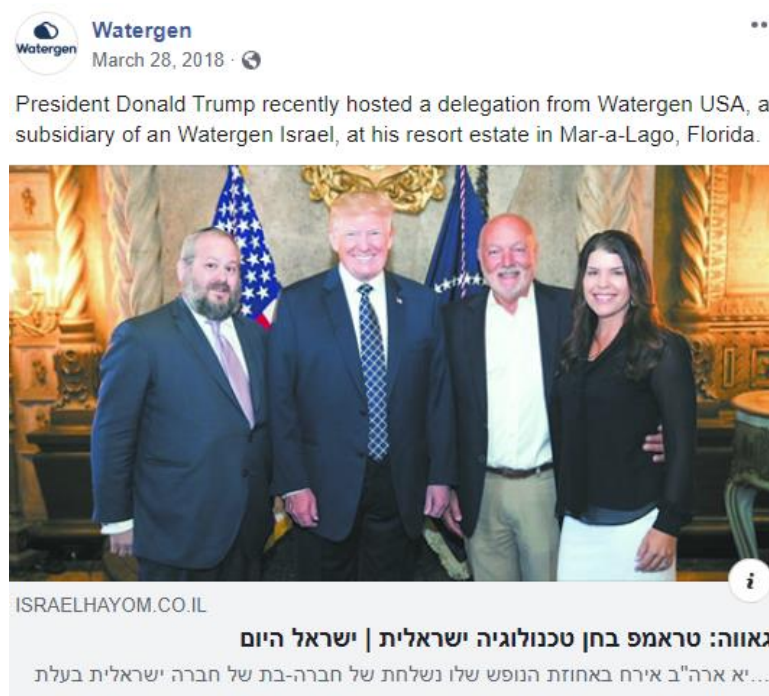 Watergen
Watergen
March 28, 2018
President Donald Trump recently hosted a delegation from Watergen USA, a
subsidiary of an Watergen Israel, at his resort estate in Mar-a-Lago, Florida.
ISRAELHAYOM.CO.IL
גאווה: טראמפ בחן טכנולוגיה ישראלית | ישראל היום
...יא ארה"ב אירח באחוזת הנופש שלו נשלחת של חברה-בת של חברה ישראלית בעלת